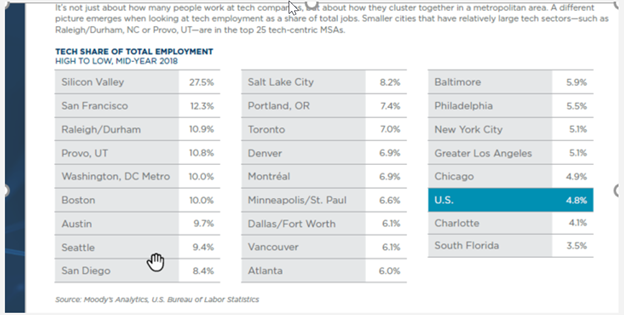 It's not just about how many people work at tech companies, but about how they cluster together in a metropolitan area. A different
picture emerges when looking at tech employment as a share of total jobs. Smaller cities that have relatively large tech sectors—such as
Raleigh/Durham, NC or Provo, UT—are in the top 25 tech-centric MSAs.
TECH SHARE OF TOTAL EMPLOYMENT
HIGH TO LOW, MID-YEAR 2018
Silicon Valley 27.5%
San Francisco 12.3%
Raleigh/Durham 10.9%
Provo, UT 10.8%
Washington, DC Metro 10.0%
Boston 10.0%
Austin 9.7%
Seattle 9.4%
San Diego 8.4%
Salt Lake City 8.2%
Portland, OR 7.4%
Toronto 7.0%
Denver 6.9%
Montréal 6.9%
Minneapolis/St. Paul 6.6%
Dallas/Fort Worth 6.1%
Vancouver 6.1%
Atlanta 6.0%
Baltimore 5.9%
Philadelphia 5.5%
New York City 5.1%
Greater Los Angeles 5.1%
Chicago 4.9%
U.S. 4.8%
Charlotte 4.1%
South Florida 3.5%
Source: Moody's Analytics, U.S. Bureau of Labor Statistics